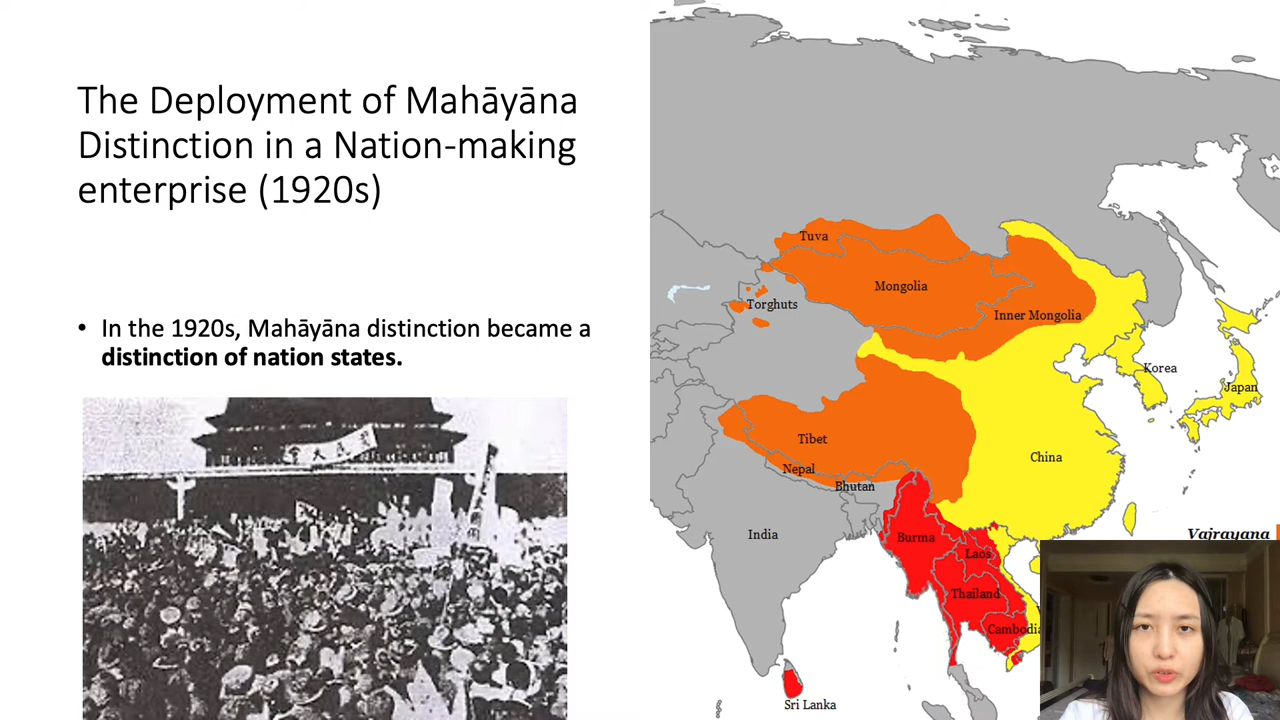 The Deployment of Mahāyāna
Distinction in a Nation-making
enterprise (1920s)
• In the 1920s, Mahāyāna distinction became a
distinction of nation states.
Tuva
Mongolia
Torghuts
Inner Mongolia
Korea
Japan
Tibet
China
Nepal
Bhutan
India
Burma
Vajrayana
Laos
Thailand
Cambodia
Sri Lanka